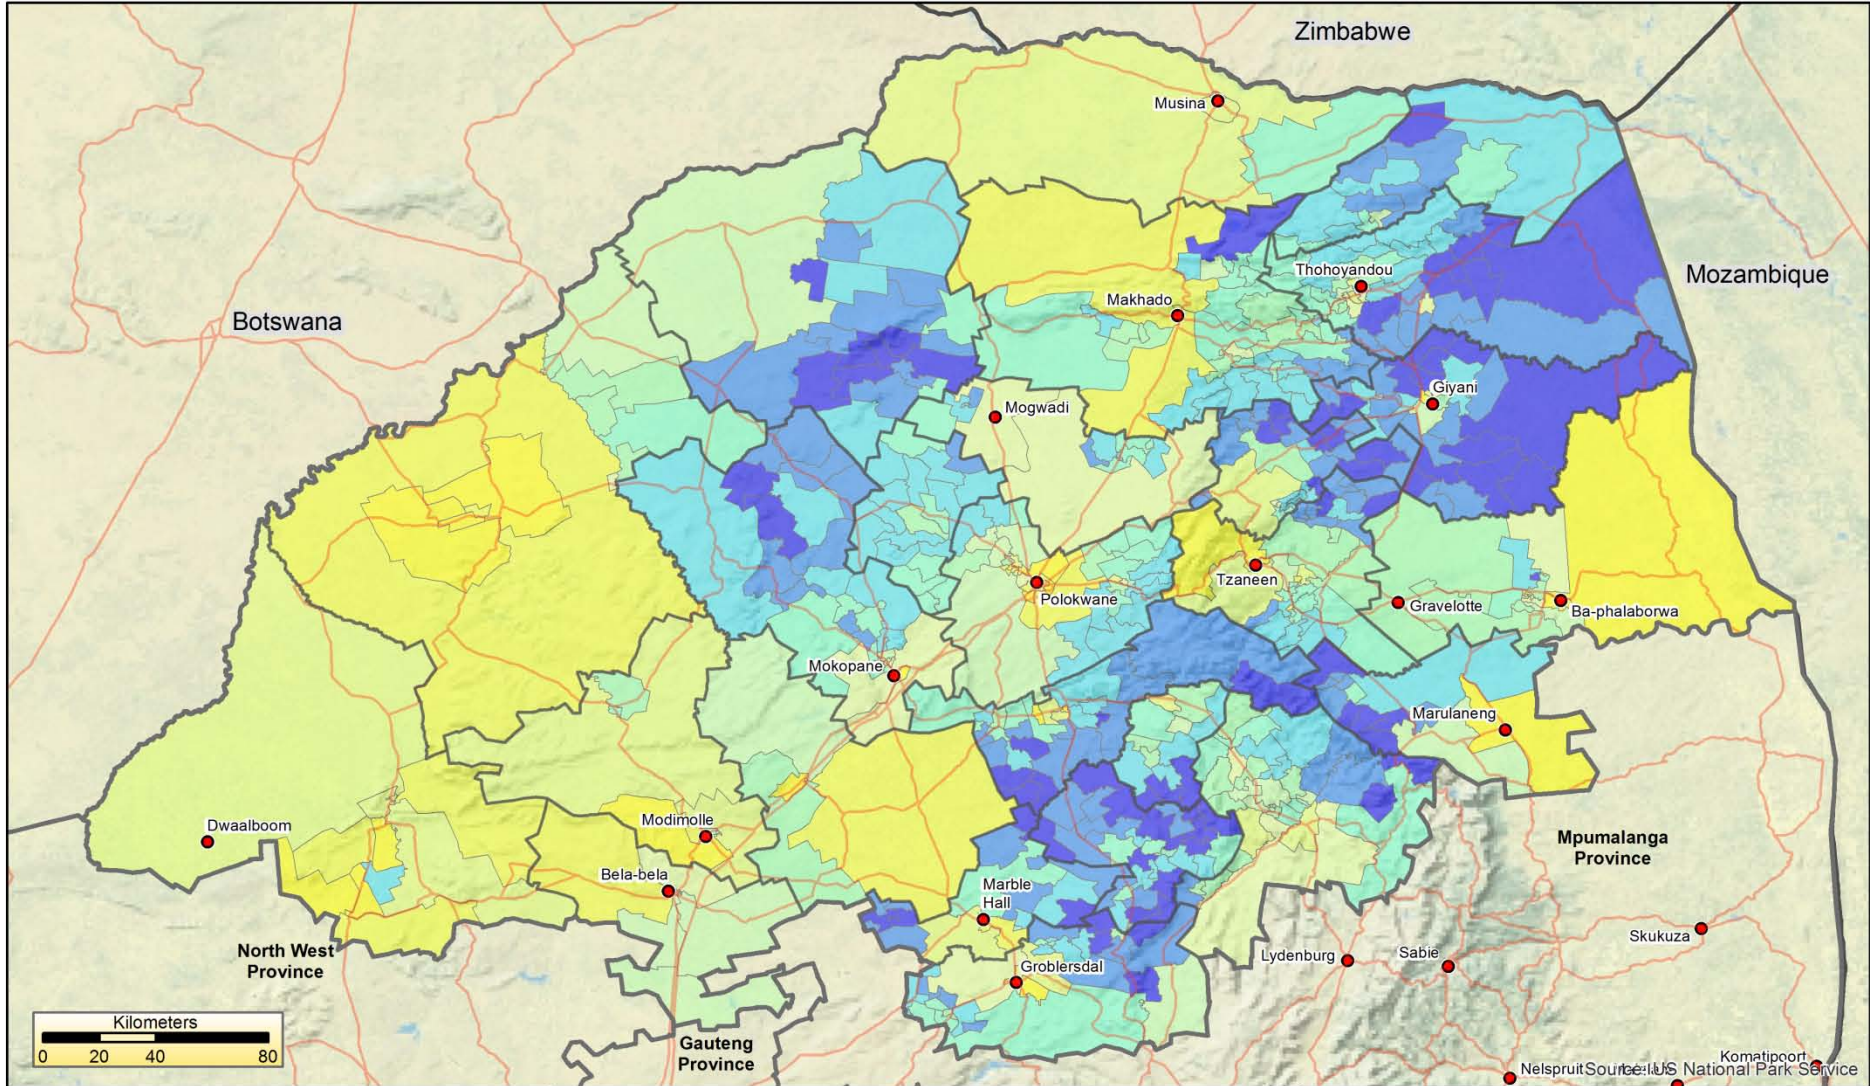 Zimbabwe
Musina
Mozambique
Thohoyandou
Makhado
Botswana
Giyani
Mogwadi
Tzaneen
Polokwane
Gravelotte
Ba-phalaborwa
Mokopane
Marulaneng
Dwaalboom
Modimolle
Mpumalanga
Province
Bela-bela
Marble
Hall
Skukuza
North West
Province
Lydenburg
Sabie
Groblersdal
Kilometers
0 20 40 80
Gauteng
Province
Komatipoort
Nelspruit
Source: US National Park Service